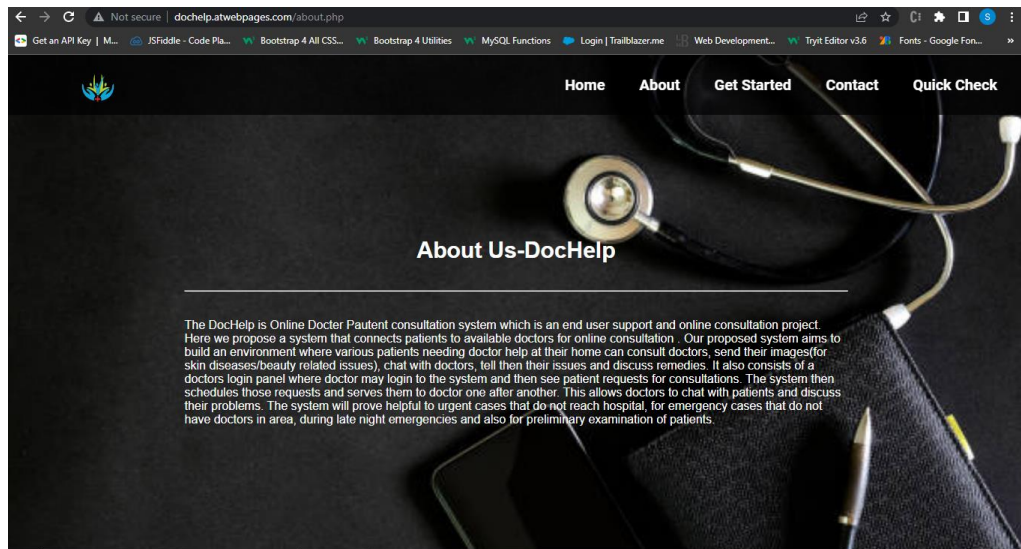 Not secure | dochelp.atwebpages.com/about.php
Get an API Key | M... JSFiddle - Code Pla... Bootstrap 4 All CSS... Bootstrap 4 Utilities MySQL Functions Login | Trailblazer.me Web Development... Tryit Editor v3.6 Fonts - Google Fon... »
Home About Get Started Contact Quick Check
About Us-DocHelp
The DocHelp is Online Docter Pautent consultation system which is an end user support and online consultation project.
Here we propose a system that connects patients to available doctors for online consultation . Our proposed system aims to
build an environment where various patients needing doctor help at their home can consult doctors, send their images(for
skin diseases/beauty related issues), chat with doctors, tell then their issues and discuss remedies. It also consists of a
doctors login panel where doctor may login to the system and then see patient requests for consultations. The system then
schedules those requests and serves them to doctor one after another. This allows doctors to chat with patients and discuss
their problems. The system will prove helpful to urgent cases that do not reach hospital, for emergency cases that do not
have doctors in area, during late night emergencies and also for preliminary examination of patients.